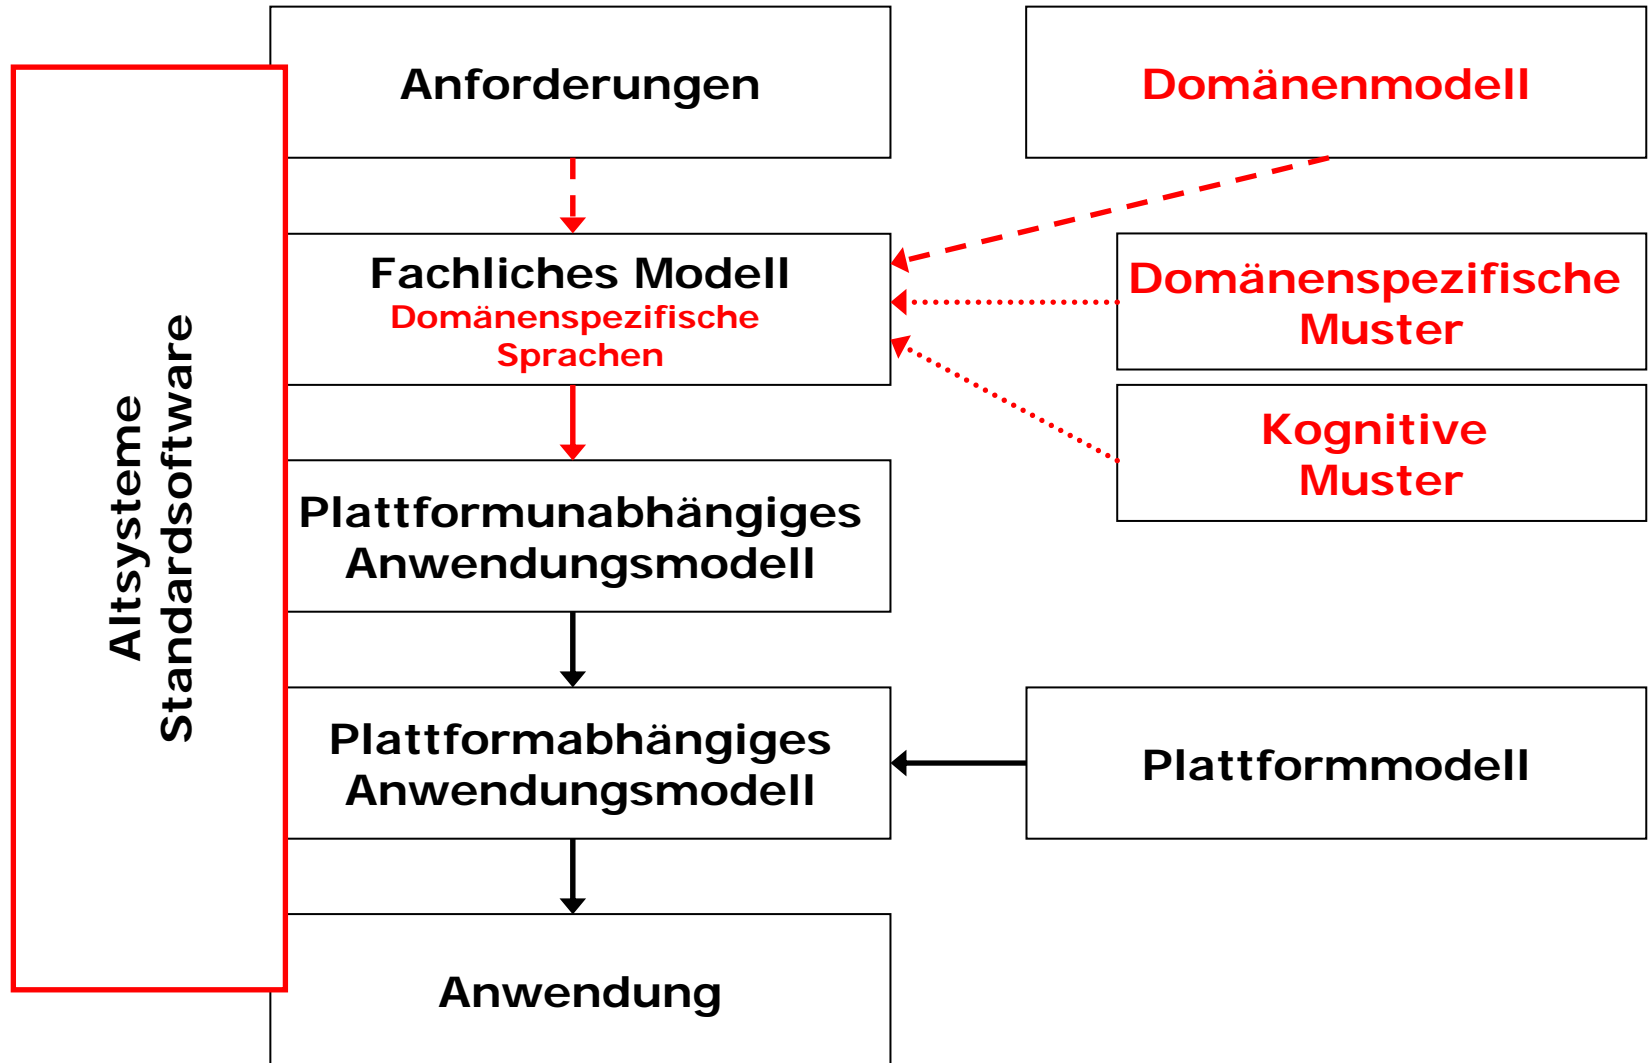 Anforderungen
Domänenmodell
Fachliches Modell
Domänenspezifische
Sprachen
Domänenspezifische
Muster
Kognitive
Muster
Altsysteme
Standardsoftware
Plattformunabhängiges
Anwendungsmodell
Plattformabhängiges
Anwendungsmodell
Plattformmodell
Anwendung